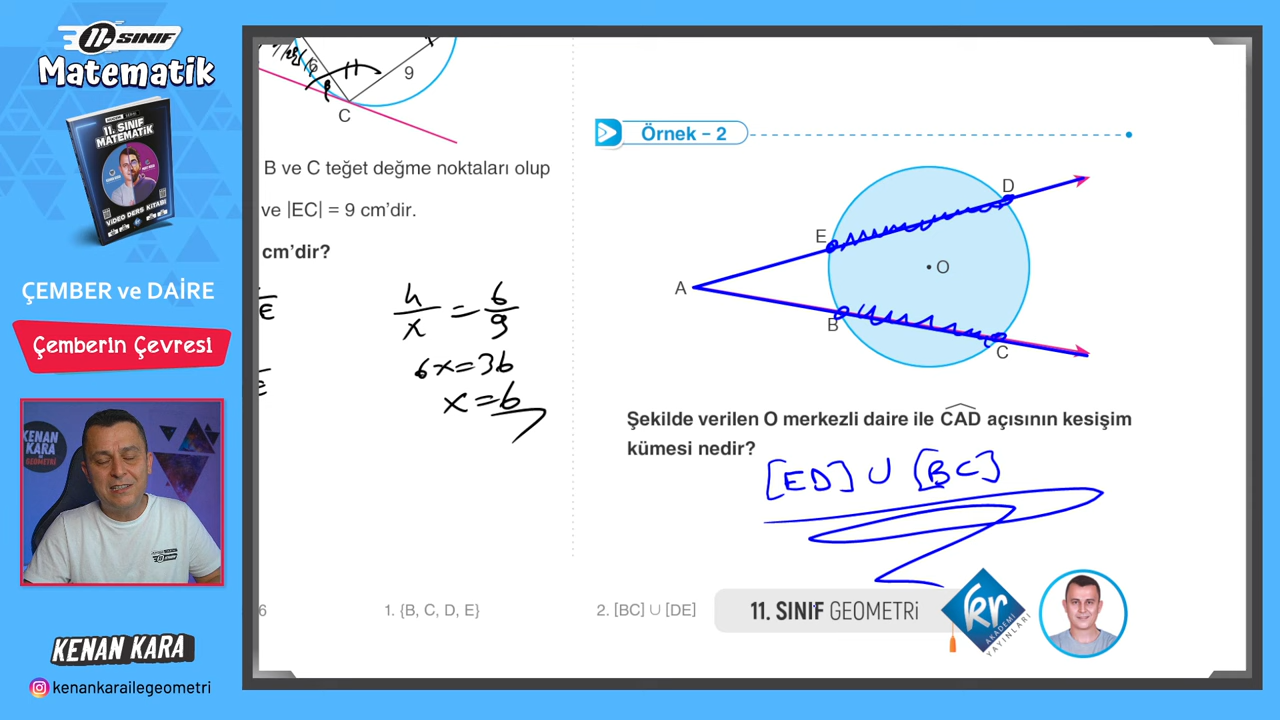 11. SINIF
Matematik
11. SINIF
MATEMATİK
VİDEO DERS KİTABI
ÇEMBER ve DAİRE
Çemberin Çevresi
KENAN
KARA
KENAN KARA
kenankarailegeometri
6
9
C
B ve C teğet değme noktaları olup
ve |EC| = 9 cm'dir.
cm'dir?
4/x = 6/9
6x=36
x=6
6
1. {B, C, D, E}
Örnek – 2
D
E
O
A
B
C
Şekilde verilen O merkezli daire ile CAD açısının kesişim
kümesi nedir?
[ED] ∪ [BC]
2. [BC] ∪ [DE]
11. SINIF GEOMETRİ
kr
AKADEMİ
YAYINLARI